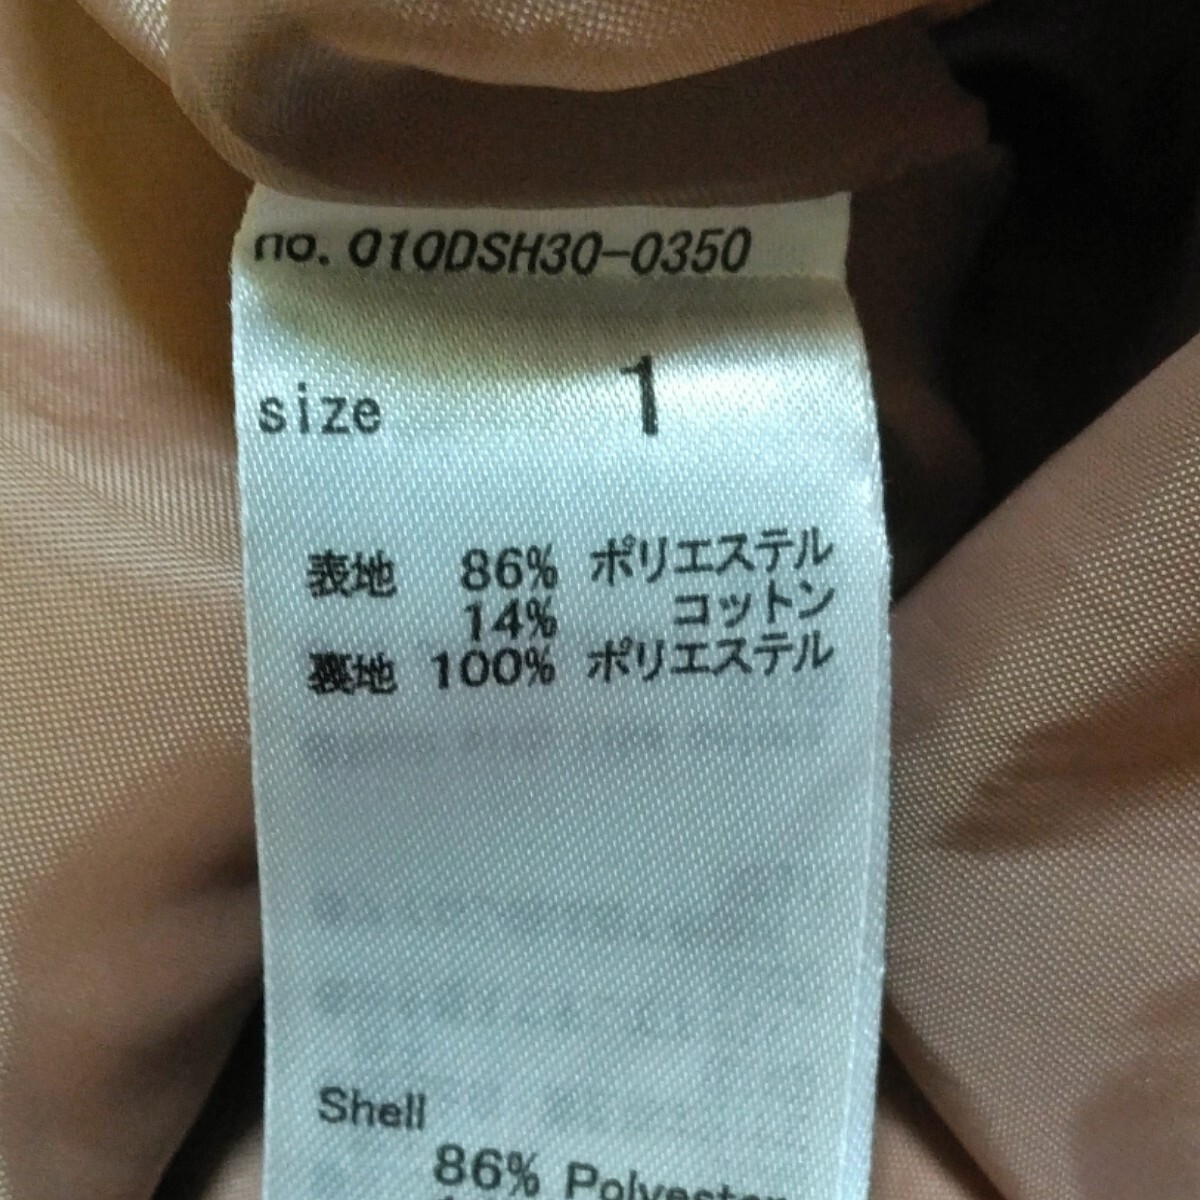 no. 010DSH30-0350
size 1
表地 86% ポリエステル
14% コットン
裏地 100% ポリエステル
Shell
86% Polyester